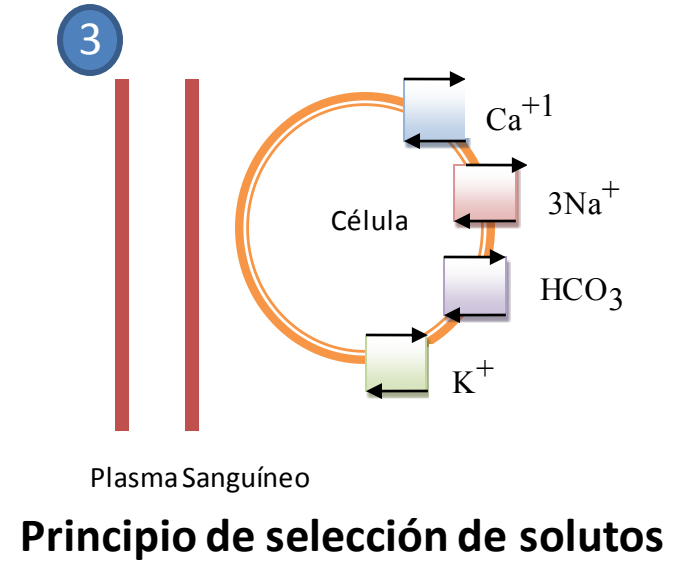 3
Ca+1
3Na+
Célula
HCO3
K+
Plasma Sanguíneo
Principio de selección de solutos